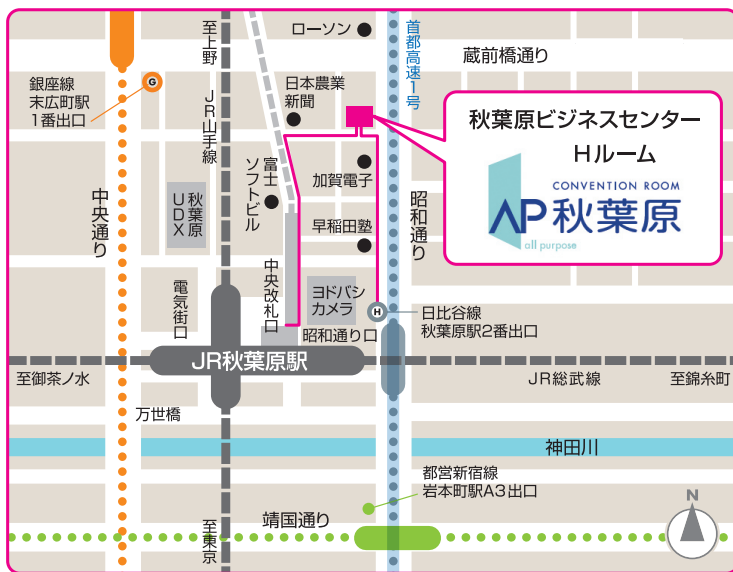 至上野
ローソン
首都高速1号
蔵前橋通り
銀座線
末広町駅
1番出口
G
JR山手線
日本農業
新聞
秋葉原ビジネスセンター
Hルーム
CONVENTION ROOM
AP秋葉原
all purpose
中央通り
秋葉原
UDX
富士
ソフトビル
加賀電子
早稲田塾
昭和通り
電気街口
中央改札口
ヨドバシ
カメラ
H
日比谷線
秋葉原駅2番出口
昭和通り口
JR秋葉原駅
至御茶ノ水
JR総武線
至錦糸町
万世橋
神田川
都営新宿線
岩本町駅A3出口
靖国通り
至東京
N